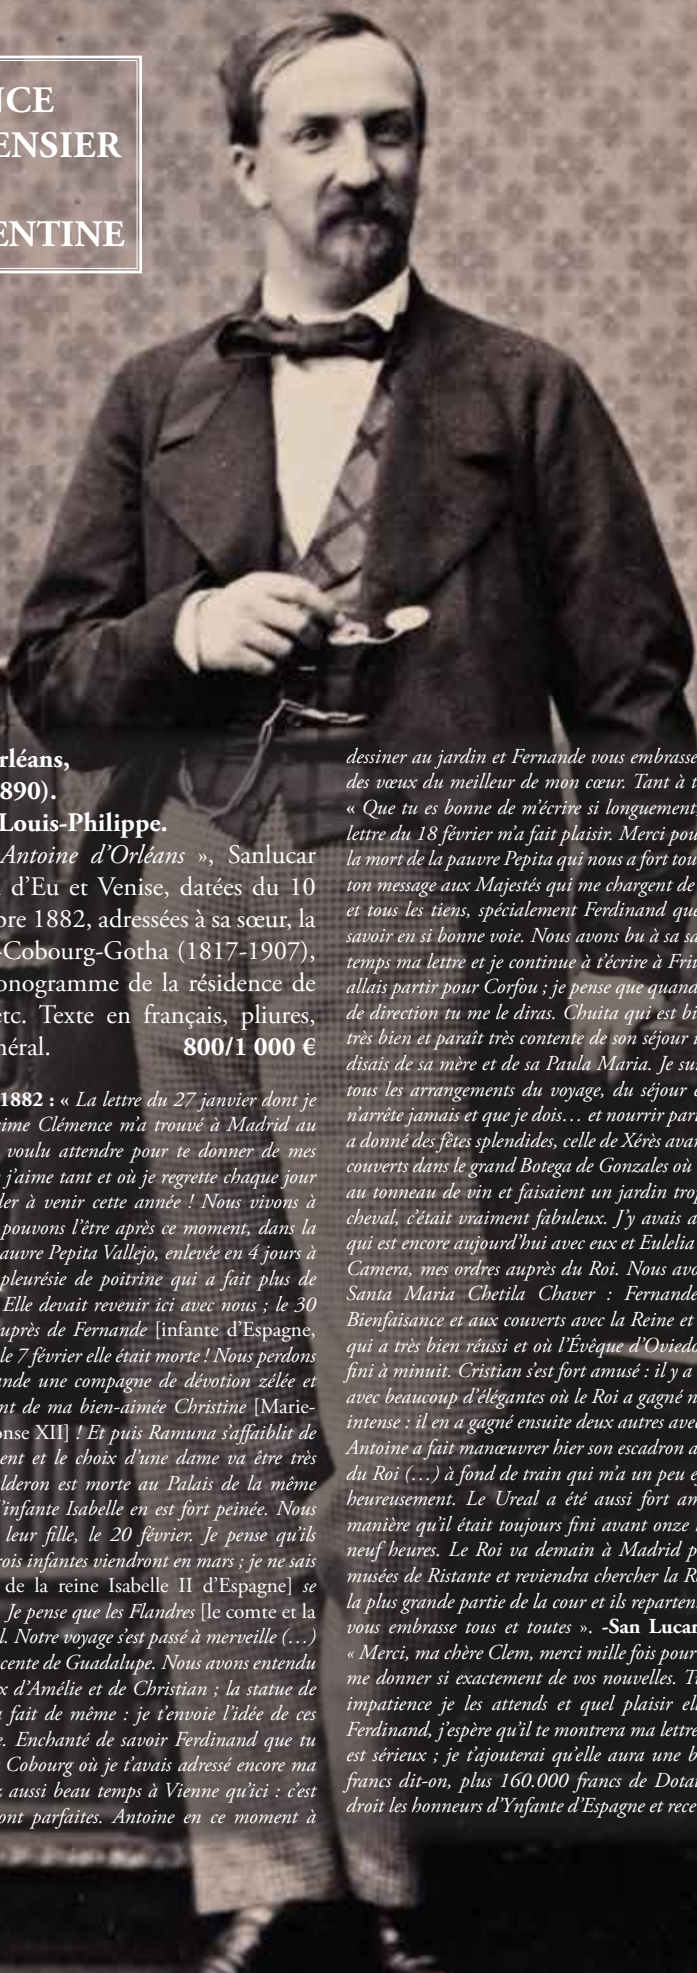 NCE
ENSIER
ENTINE
rléans,
890).
Louis-Philippe.
Antoine d’Orléans », Sanlucar
d’Eu et Venise, datées du 10
bre 1882, adressées à sa sœur, la
-Cobourg-Gotha (1817-1907),
onogramme de la résidence de
etc. Texte en français, pliures,
néral. 800/1 000 €
1882 : « La lettre du 27 janvier dont je
sime Clémence m’a trouvé à Madrid au
voulu attendre pour te donner de mes
j’aime tant et où je regrette chaque jour
der à venir cette année ! Nous vivons à
pouvons l’être après ce moment, dans la
auvre Pepita Vallejo, enlevée en 4 jours à
pleurésie de poitrine qui a fait plus de
Elle devait revenir ici avec nous ; le 30
uprès de Fernande [infante d’Espagne,
le 7 février elle était morte ! Nous perdons
nde une compagne de dévotion zélée et
nt de ma bien-aimée Christine [Marie-
onse XII] ! Et puis Ramuna s’affaiblit de
ent et le choix d’une dame va être très
lderon est morte au Palais de la même
l’infante Isabelle en est fort peinée. Nous
leur fille, le 20 février. Je pense qu’ils
rois infantes viendront en mars ; je ne sais
de la reine Isabelle II d’Espagne] se
Je pense que les Flandres [le comte et la
l. Notre voyage s’est passé à merveille (…)
cente de Guadalupe. Nous avons entendu
x d’Amélie et de Christian ; la statue de
fait de même : je t’envoie l’idée de ces
e. Enchanté de savoir Ferdinand que tu
Cobourg où je t’avais adressé encore ma
aussi beau temps à Vienne qu’ici : c’est
ont parfaites. Antoine en ce moment à
dessiner au jardin et Fernande vous embrasse
des vœux du meilleur de mon cœur. Tant à t
« Que tu es bonne de m’écrire si longuement,
lettre du 18 février m’a fait plaisir. Merci pou
la mort de la pauvre Pepita qui nous a fort tou
ton message aux Majestés qui me chargent de
et tous les tiens, spécialement Ferdinand que
savoir en si bonne voie. Nous avons bu à sa sa
temps ma lettre et je continue à t’écrire à Friu
allais partir pour Corfou ; je pense que quand
de direction tu me le diras. Chuita qui est bi
très bien et paraît très contente de son séjour i
disais de sa mère et de sa Paula Maria. Je su
tous les arrangements du voyage, du séjour d
n’arrête jamais et que je dois… et nourrir par
a donné des fêtes splendides, celle de Xérès avan
couverts dans le grand Botega de Gonzales où
au tonneau de vin et faisaient un jardin trop
cheval, c’était vraiment fabuleux. J’y avais a
qui est encore aujourd’hui avec eux et Eulelia
Camera, mes ordres auprès du Roi. Nous avo
Santa Maria Chetila Chaver : Fernande
Bienfaisance et aux couverts avec la Reine et
qui a très bien réussi et où l’Évêque d’Oviedo
fini à minuit. Cristian s’est fort amusé : il y a
avec beaucoup d’élégantes où le Roi a gagné n
intense : il en a gagné ensuite deux autres ave
Antoine a fait manœuvrer hier son escadron a
du Roi (…) à fond de train qui m’a un peu e
heureusement. Le Ureal a été aussi fort an
manière qu’il était toujours fini avant onze
neuf heures. Le Roi va demain à Madrid p
musées de Ristante et reviendra chercher la R
la plus grande partie de la cour et ils reparten
vous embrasse tous et toutes ». -San Lucar
« Merci, ma chère Clem, merci mille fois pour
me donner si exactement de vos nouvelles. T
impatience je les attends et quel plaisir el
Ferdinand, j’espère qu’il te montrera ma lettre
est sérieux ; je t’ajouterai qu’elle aura une b
francs dit-on, plus 160.000 francs de Dota
droit les honneurs d’Ynfante d’Espagne et rece